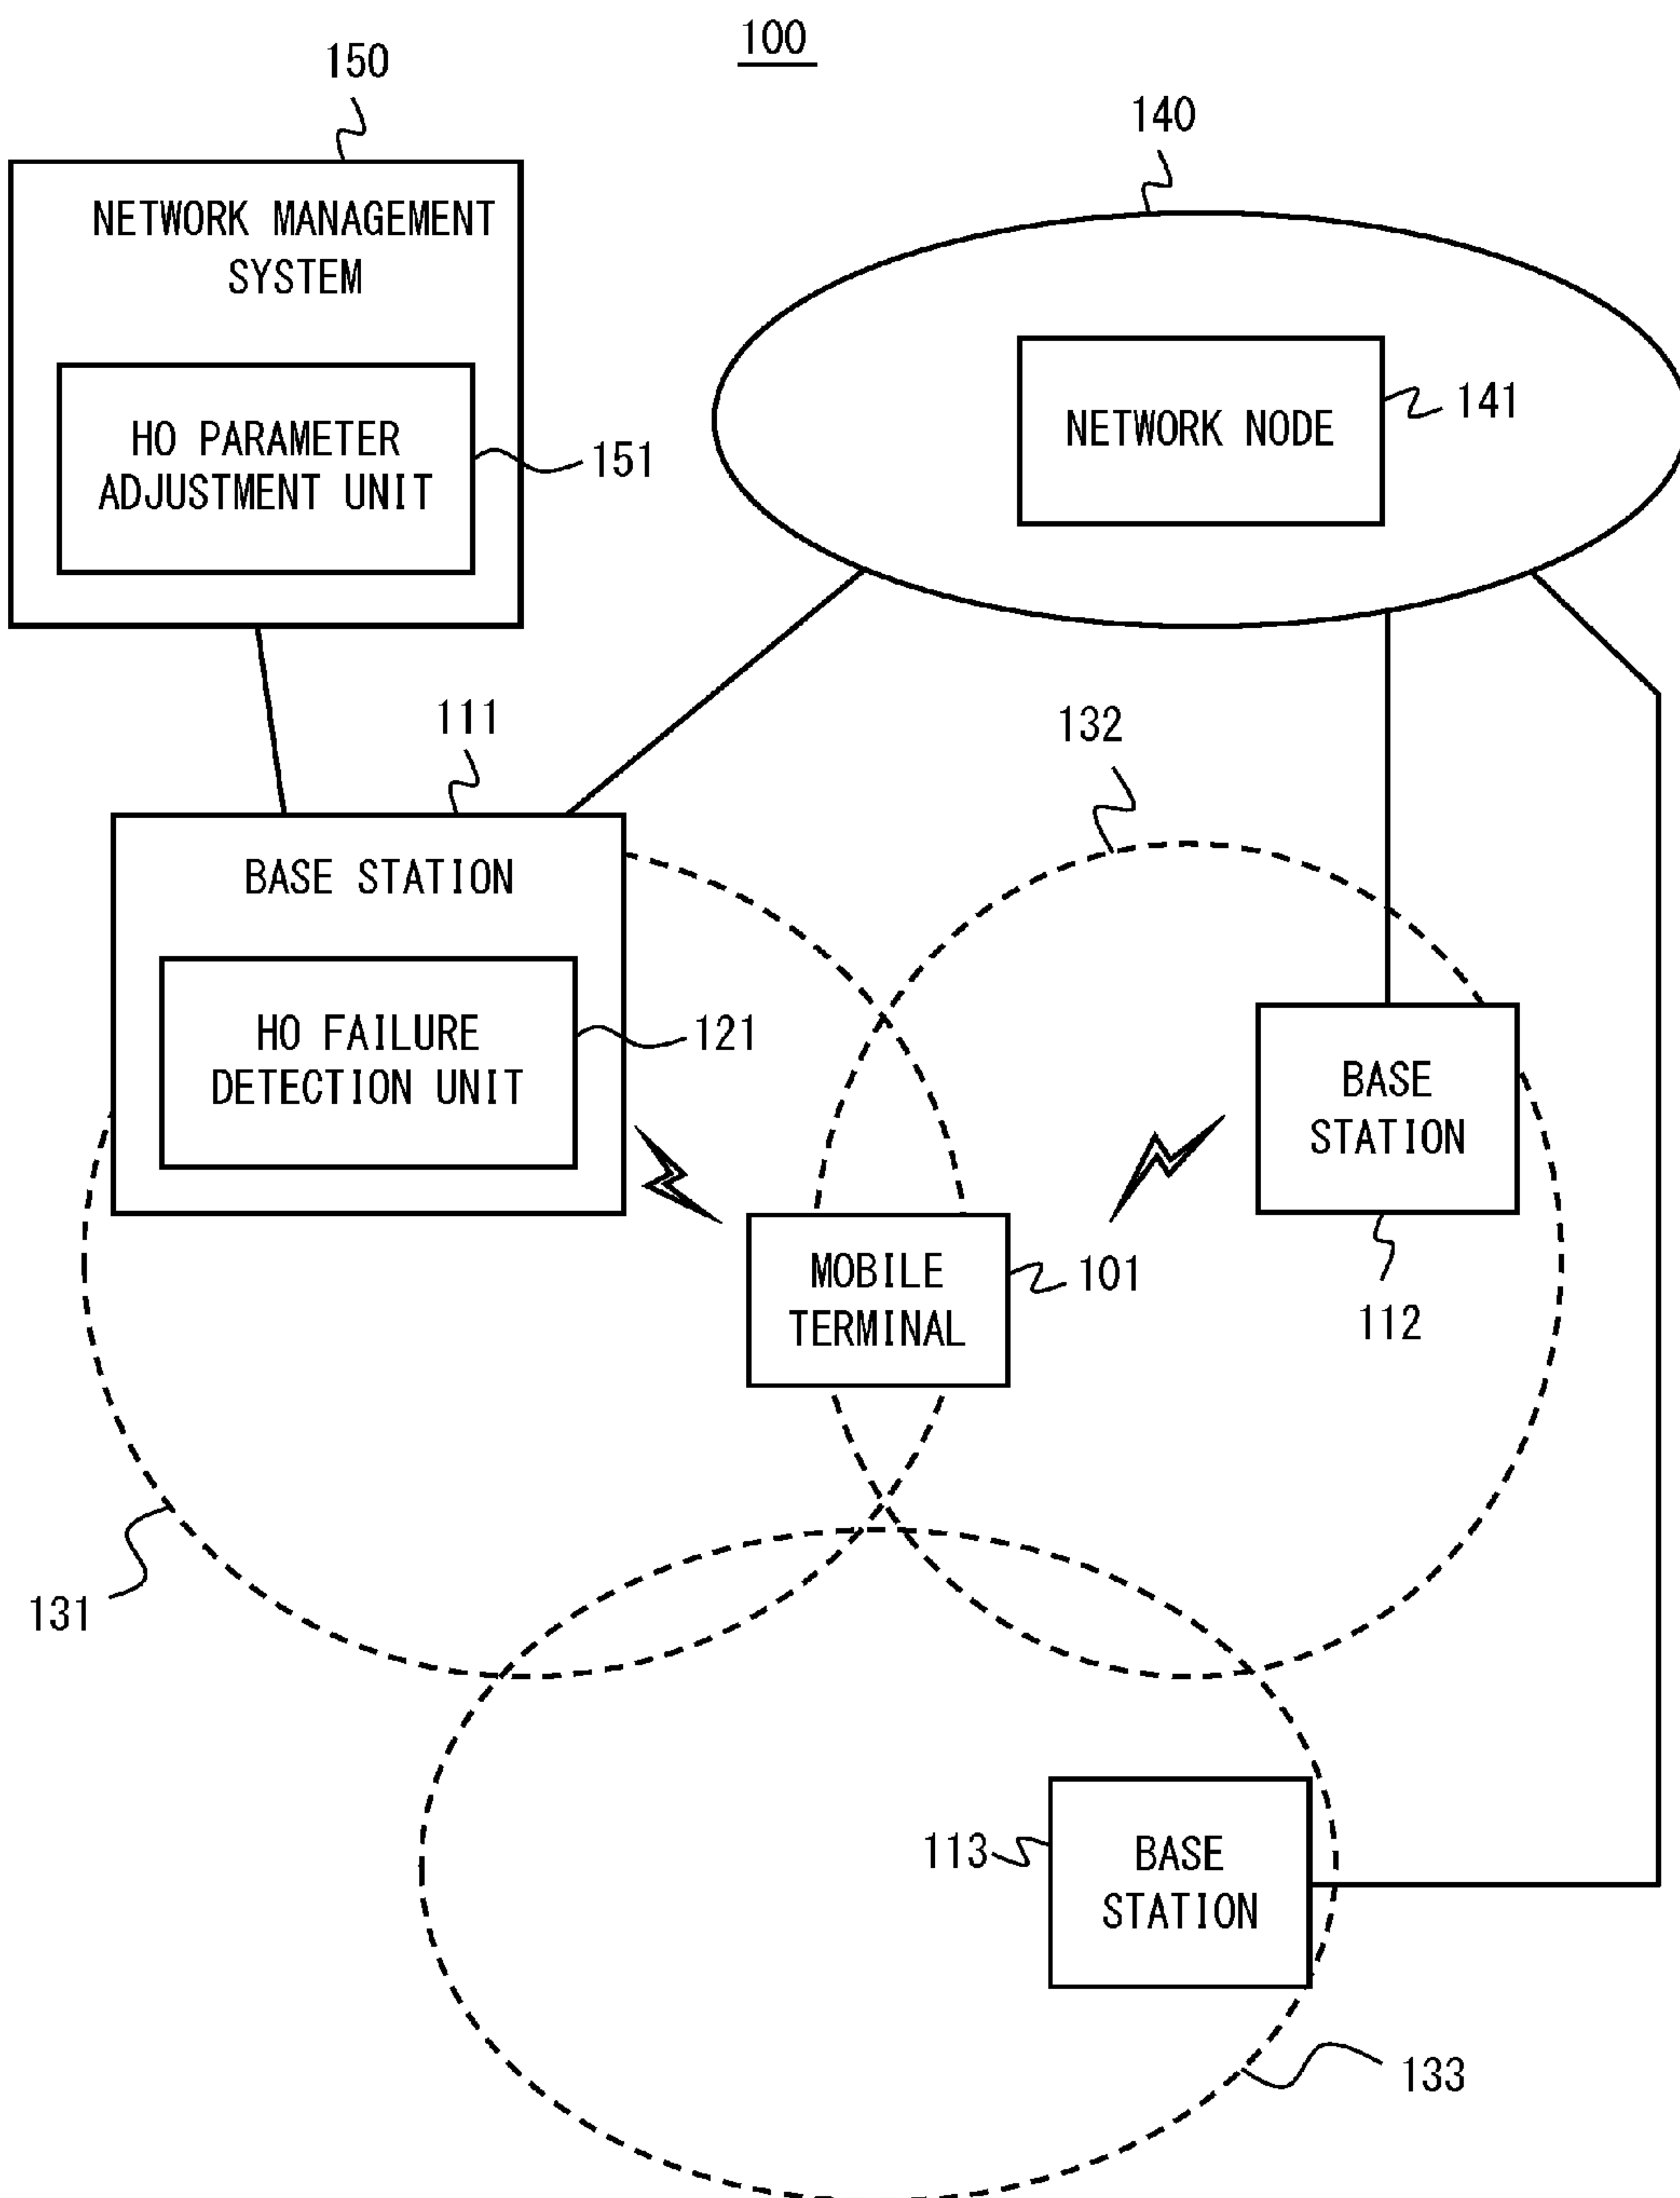 100
150
140
NETWORK MANAGEMENT
SYSTEM
HO PARAMETER
ADJUSTMENT UNIT
151
NETWORK NODE
141
111
132
BASE STATION
HO FAILURE
DETECTION UNIT
121
BASE
STATION
112
MOBILE
TERMINAL
101
131
113
BASE
STATION
133